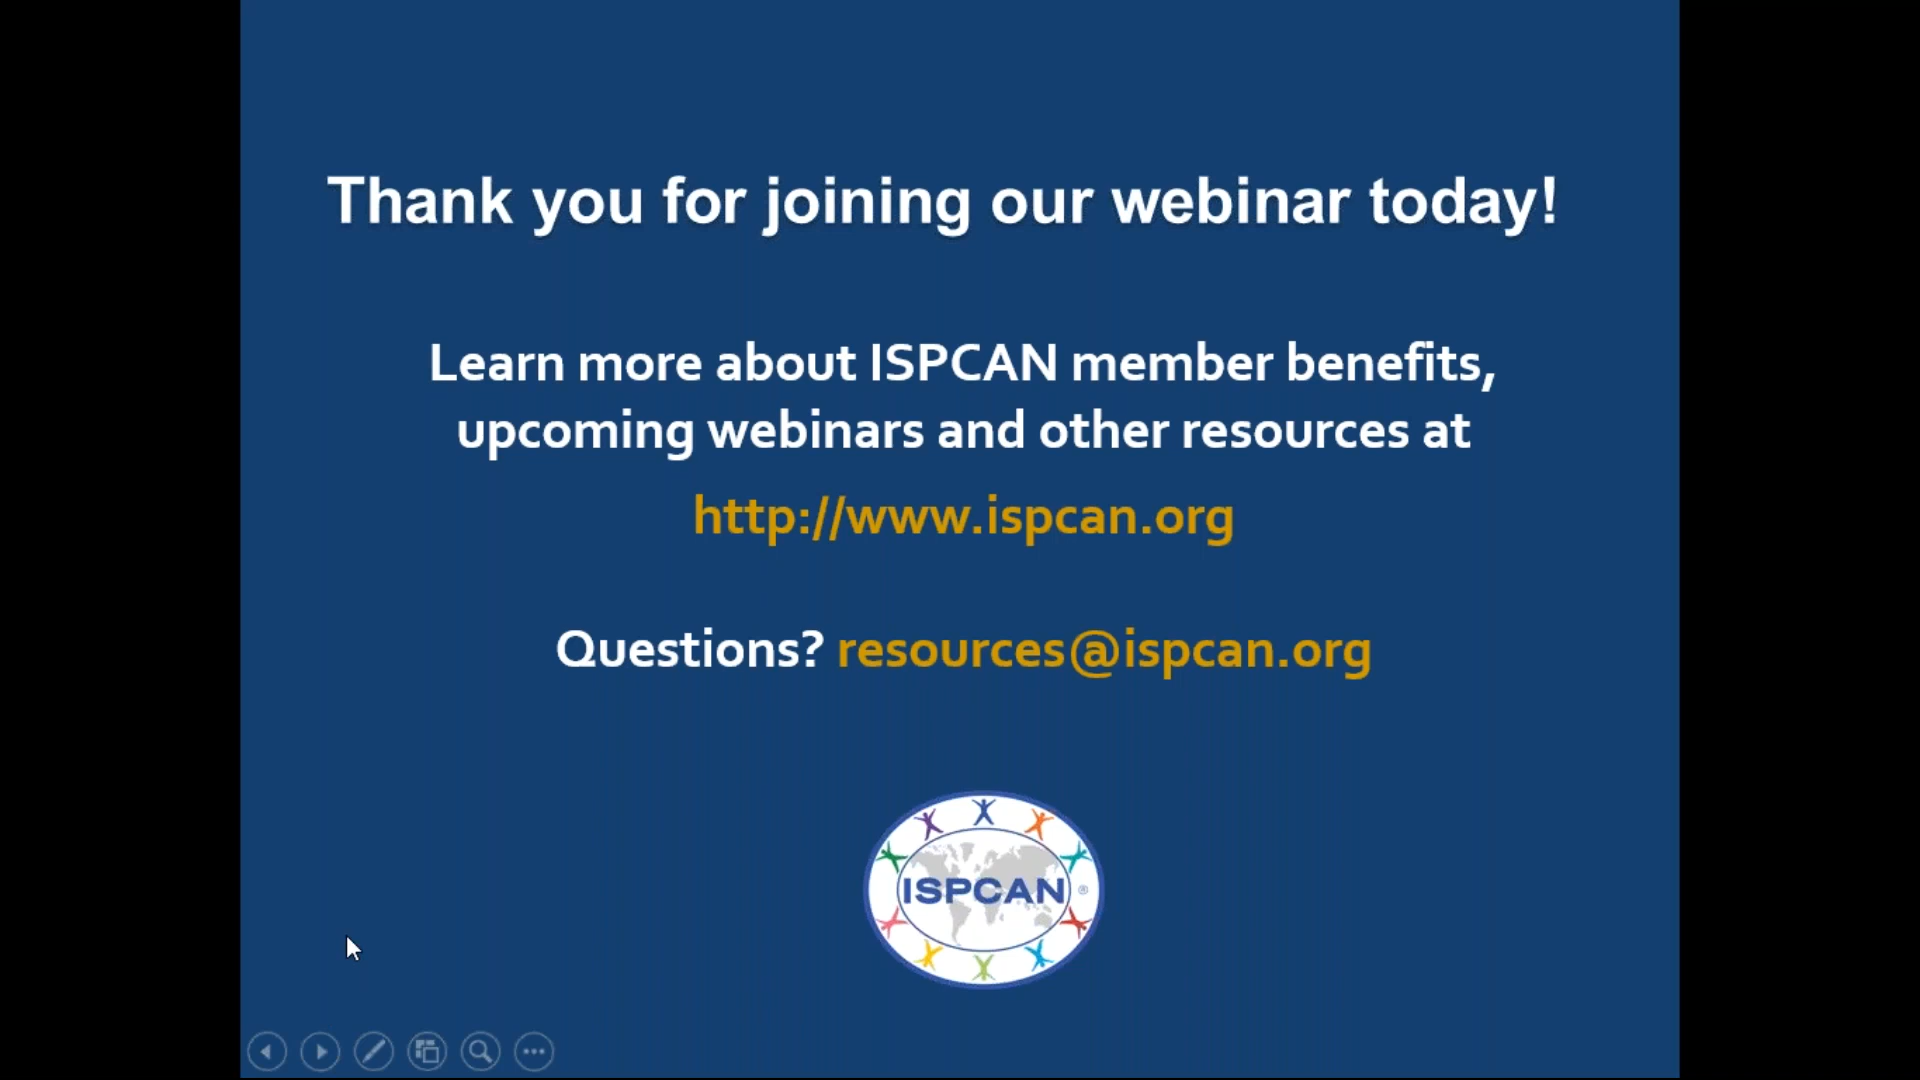 Thank you for joining our webinar today!
Learn more about ISPCAN member benefits,
upcoming webinars and other resources at
http://www.ispcan.org
Questions? resources@ispcan.org
ISPCAN ®